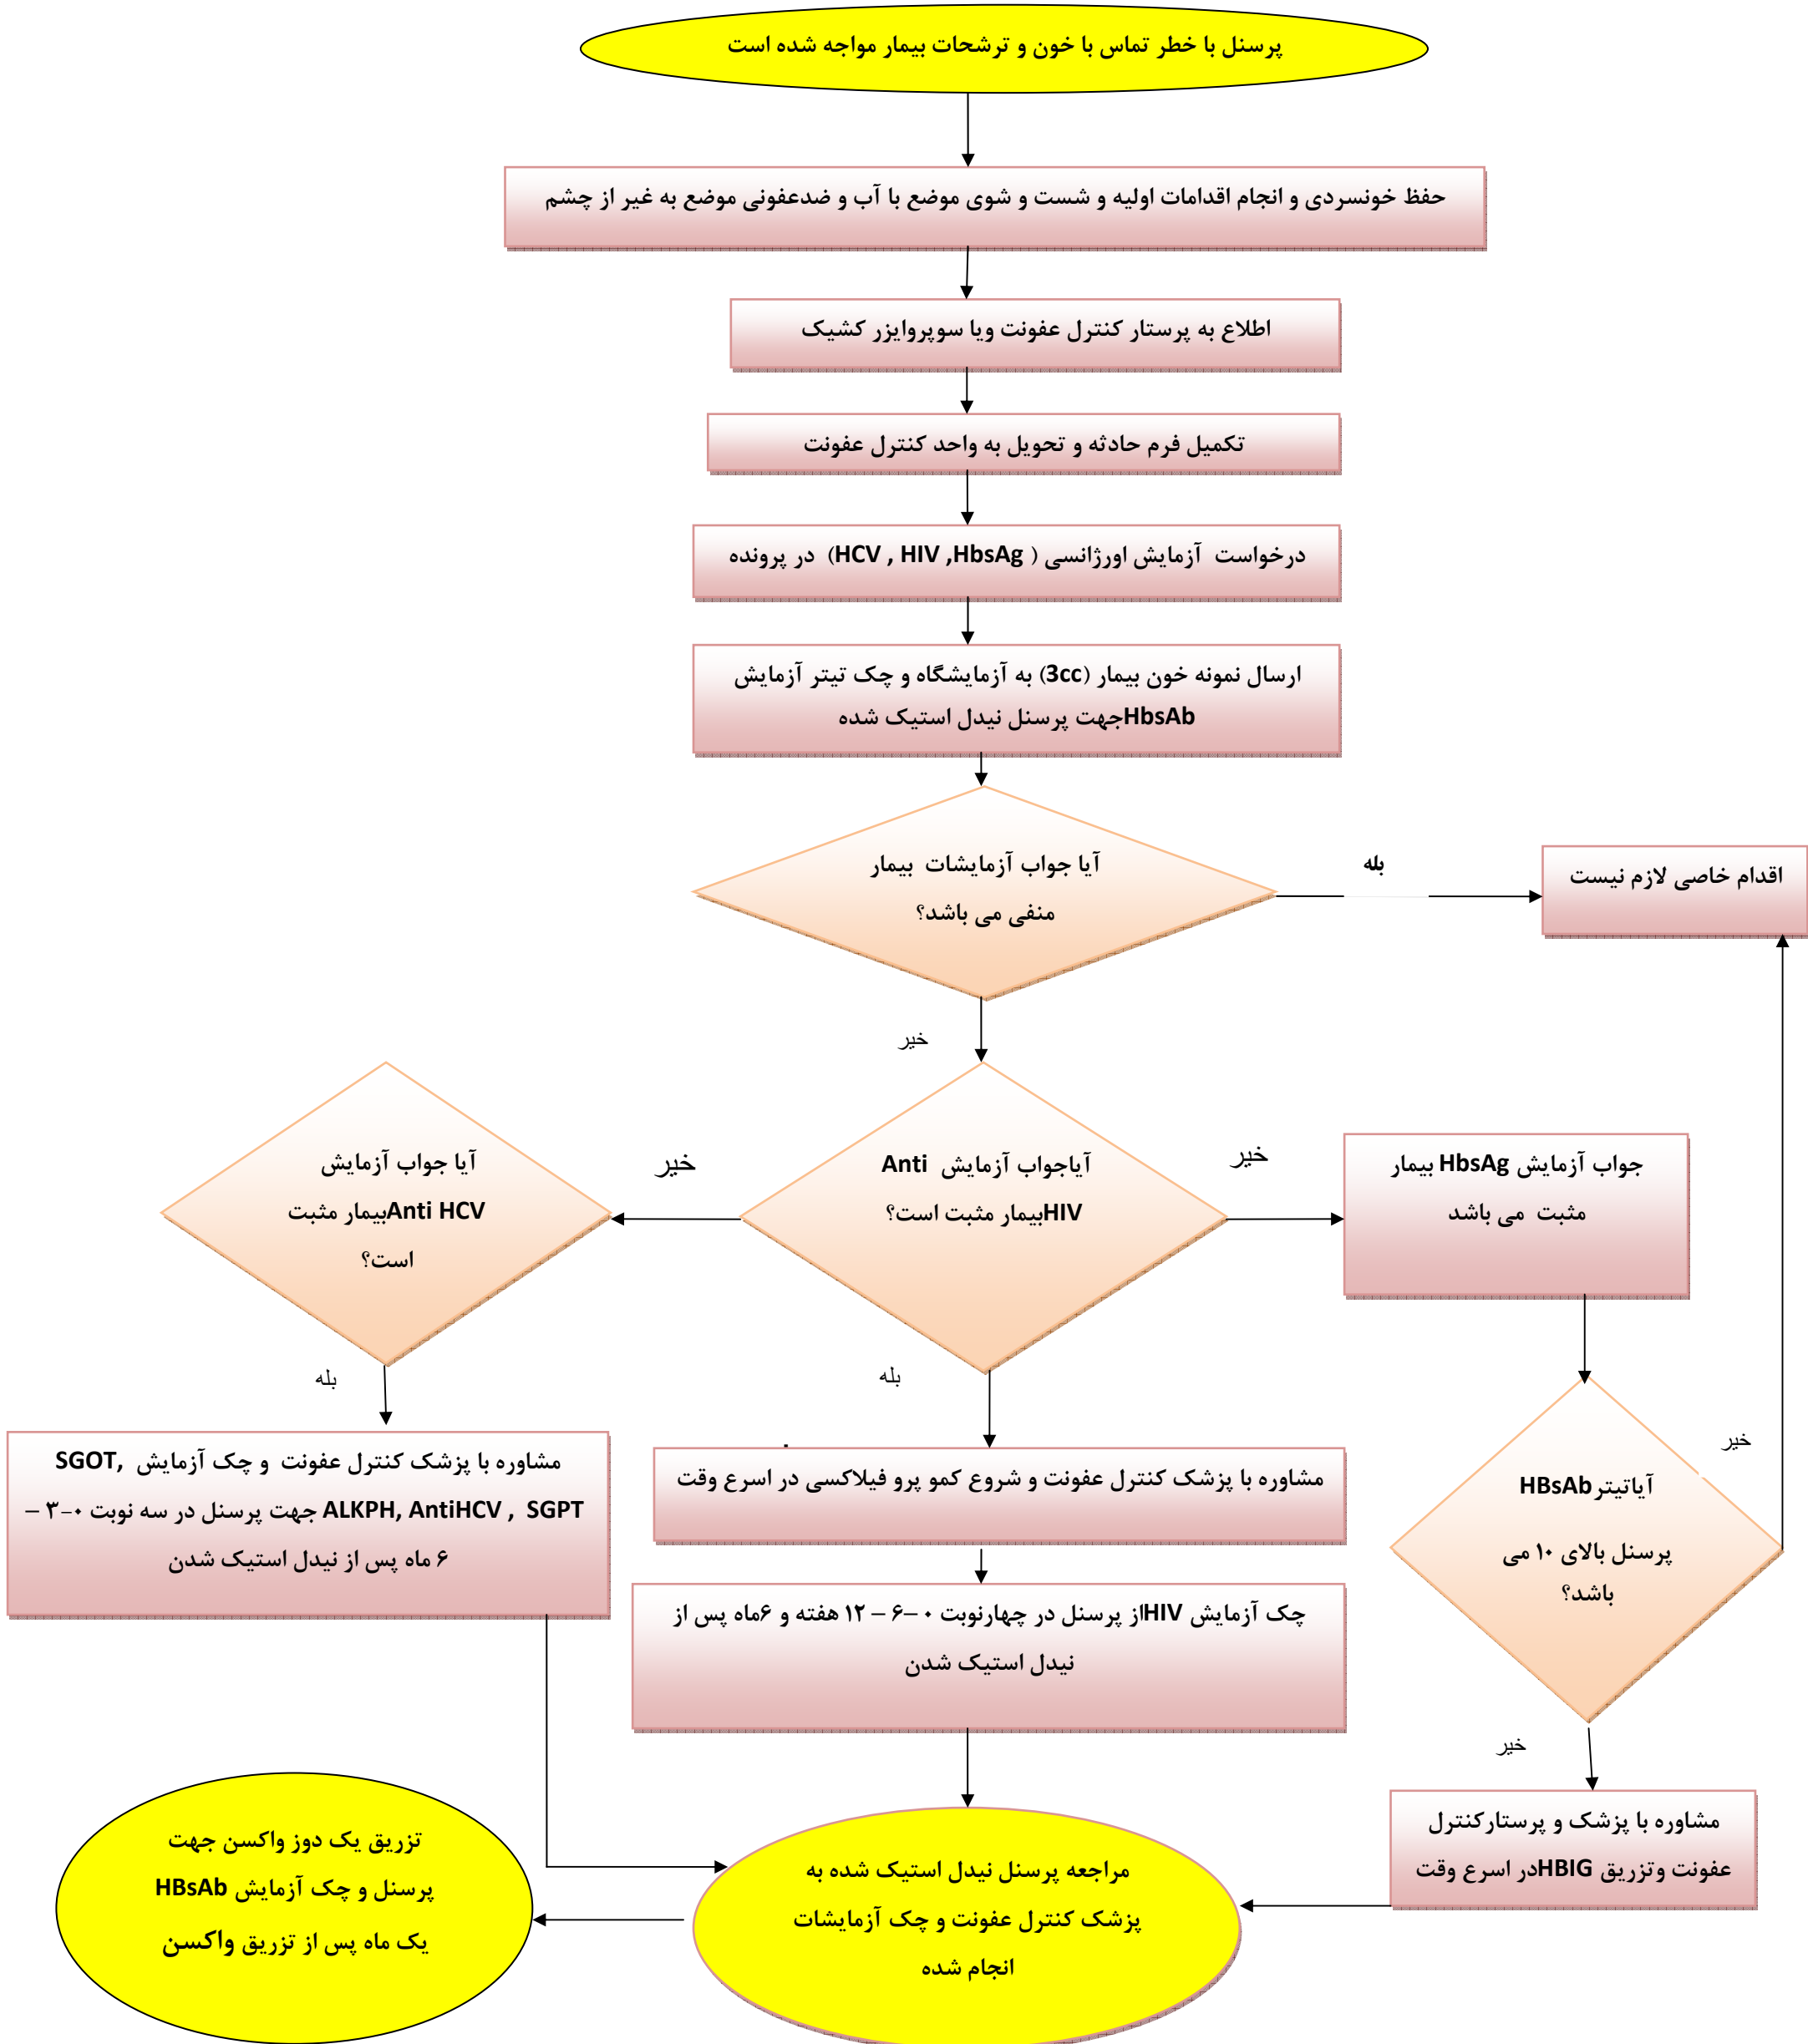 پرسنل با خطر تماس با خون و ترشحات بیمار مواجه شده است
حفظ خونسردی و انجام اقدامات اولیه و شست و شوی موضع با آب و ضدعفونی موضع به غیر از چشم
اطلاع به پرستار کنترل عفونت ویا سوپروایزر کشیک
تکمیل فرم حادثه و تحویل به واحد کنترل عفونت
درخواست آزمایش اورژانسی ( HCV , HIV ,HbsAg) در پرونده
ارسال نمونه خون بیمار (3cc) به آزمایشگاه و چک تیتر آزمایش
HbsAbجهت پرسنل نیدل استیک شده
آیا جواب آزمایشات بیمار
منفی می باشد؟
بله
اقدام خاصی لازم نیست
خیر
جواب آزمایش HbsAg بیمار
مثبت می باشد
خیر
آیاجواب آزمایش Anti
HIVبیمار مثبت است؟
خیر
آیا جواب آزمایش
Anti HCVبیمار مثبت
است؟
خیر
آیاتیترHBsAb
پرسنل بالای ۱۰ می
باشد؟
خیر
بله
مشاوره با پزشک کنترل عفونت و شروع کمو پرو فیلاکسی در اسرع وقت
چک آزمایش HIVاز پرسنل در چهارنوبت ۰ –۶ – ۱۲ هفته و ۶ماه پس از
نیدل استیک شدن
بله
مشاوره با پزشک کنترل عفونت و چک آزمایش SGOT,
ALKPH, AntiHCV , SGPT جهت پرسنل در سه نوبت ۰-۳ –
۶ ماه پس از نیدل استیک شدن
مشاوره با پزشک و پرستارکنترل
عفونت وتزریق HBIGدر اسرع وقت
مراجعه پرسنل نیدل استیک شده به
پزشک کنترل عفونت و چک آزمایشات
انجام شده
تزریق یک دوز واکسن جهت
پرسنل و چک آزمایش HBsAb
یک ماه پس از تزریق واکسن